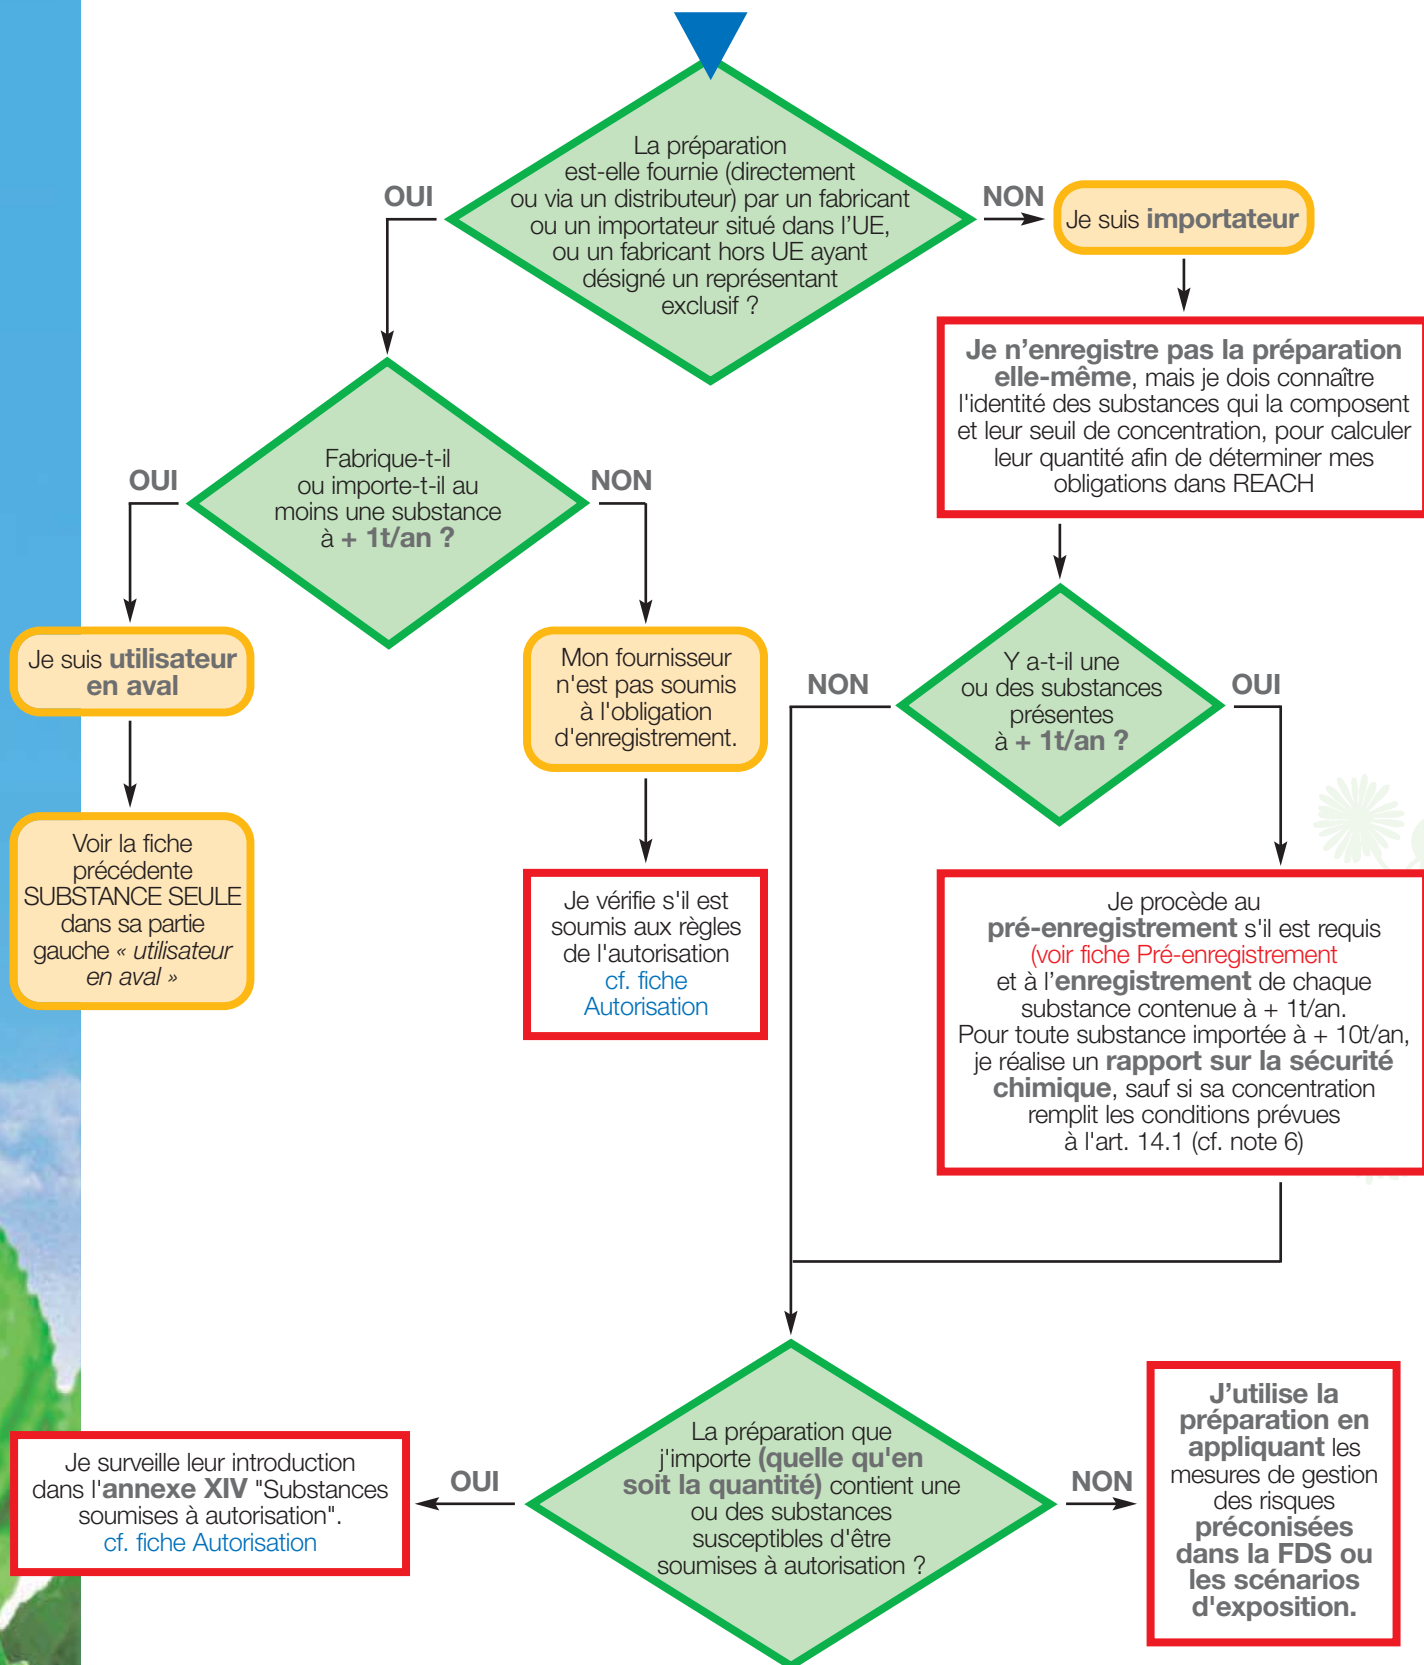 La préparation
est-elle fournie (directement
ou via un distributeur) par un fabricant
ou un importateur situé dans l'UE,
ou un fabricant hors UE ayant
désigné un représentant
exclusif ?
OUI
NON
Je suis importateur
Je n'enregistre pas la préparation
elle-même, mais je dois connaître
l'identité des substances qui la composent
et leur seuil de concentration, pour calculer
leur quantité afin de déterminer mes
obligations dans REACH
Fabrique-t-il
ou importe-t-il au
moins une substance
à + 1t/an ?
OUI
NON
Je suis utilisateur
en aval
Voir la fiche
précédente
SUBSTANCE SEULE
dans sa partie
gauche « utilisateur
en aval »
Mon fournisseur
n'est pas soumis
à l'obligation
d'enregistrement.
Je vérifie s'il est
soumis aux règles
de l'autorisation
cf. fiche
Autorisation
Y a-t-il une
ou des substances
présentes
à + 1t/an ?
NON
OUI
Je procède au
pré-enregistrement s'il est requis
(voir fiche Pré-enregistrement
et à l'enregistrement de chaque
substance contenue à + 1t/an.
Pour toute substance importée à + 10t/an,
je réalise un rapport sur la sécurité
chimique, sauf si sa concentration
remplit les conditions prévues
à l'art. 14.1 (cf. note 6)
La préparation que
j'importe (quelle qu'en
soit la quantité) contient une
ou des substances
susceptibles d'être
soumises à autorisation ?
OUI
NON
Je surveille leur introduction
dans l'annexe XIV "Substances
soumises à autorisation".
cf. fiche Autorisation
J'utilise la
préparation en
appliquant les
mesures de gestion
des risques
préconisées
dans la FDS ou
les scénarios
d'exposition.